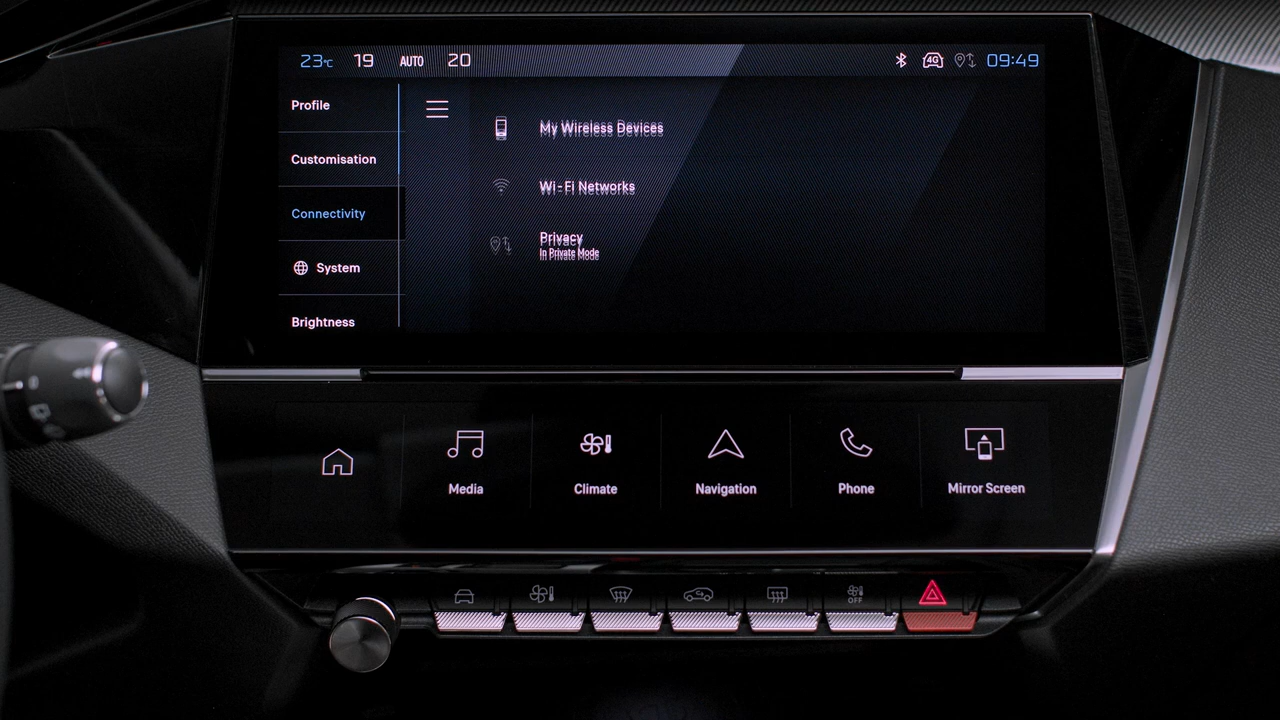 23°C 19 AUTO 20 4G 09:49
Profile
Customisation
Connectivity
System
Brightness
My Wireless Devices
Wi-Fi Networks
Privacy
In Private Mode
Media
Climate
Navigation
Phone
Mirror Screen
OFF